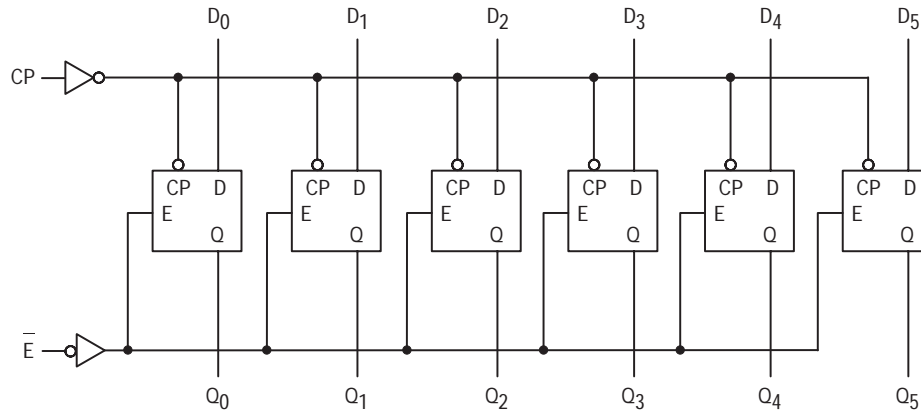 D0 D1 D2 D3 D4 D5
CP
CP D CP D CP D CP D CP D CP D
E E E E E E
Q Q Q Q Q Q
E̅
Q0 Q1 Q2 Q3 Q4 Q5